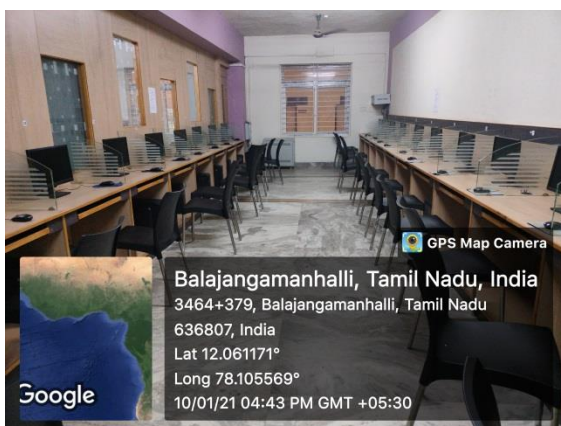 GPS Map Camera
Balajangamanhalli, Tamil Nadu, India
3464+379, Balajangamanhalli, Tamil Nadu
636807, India
Lat 12.061171°
Long 78.105569°
10/01/21 04:43 PM GMT +05:30
Google